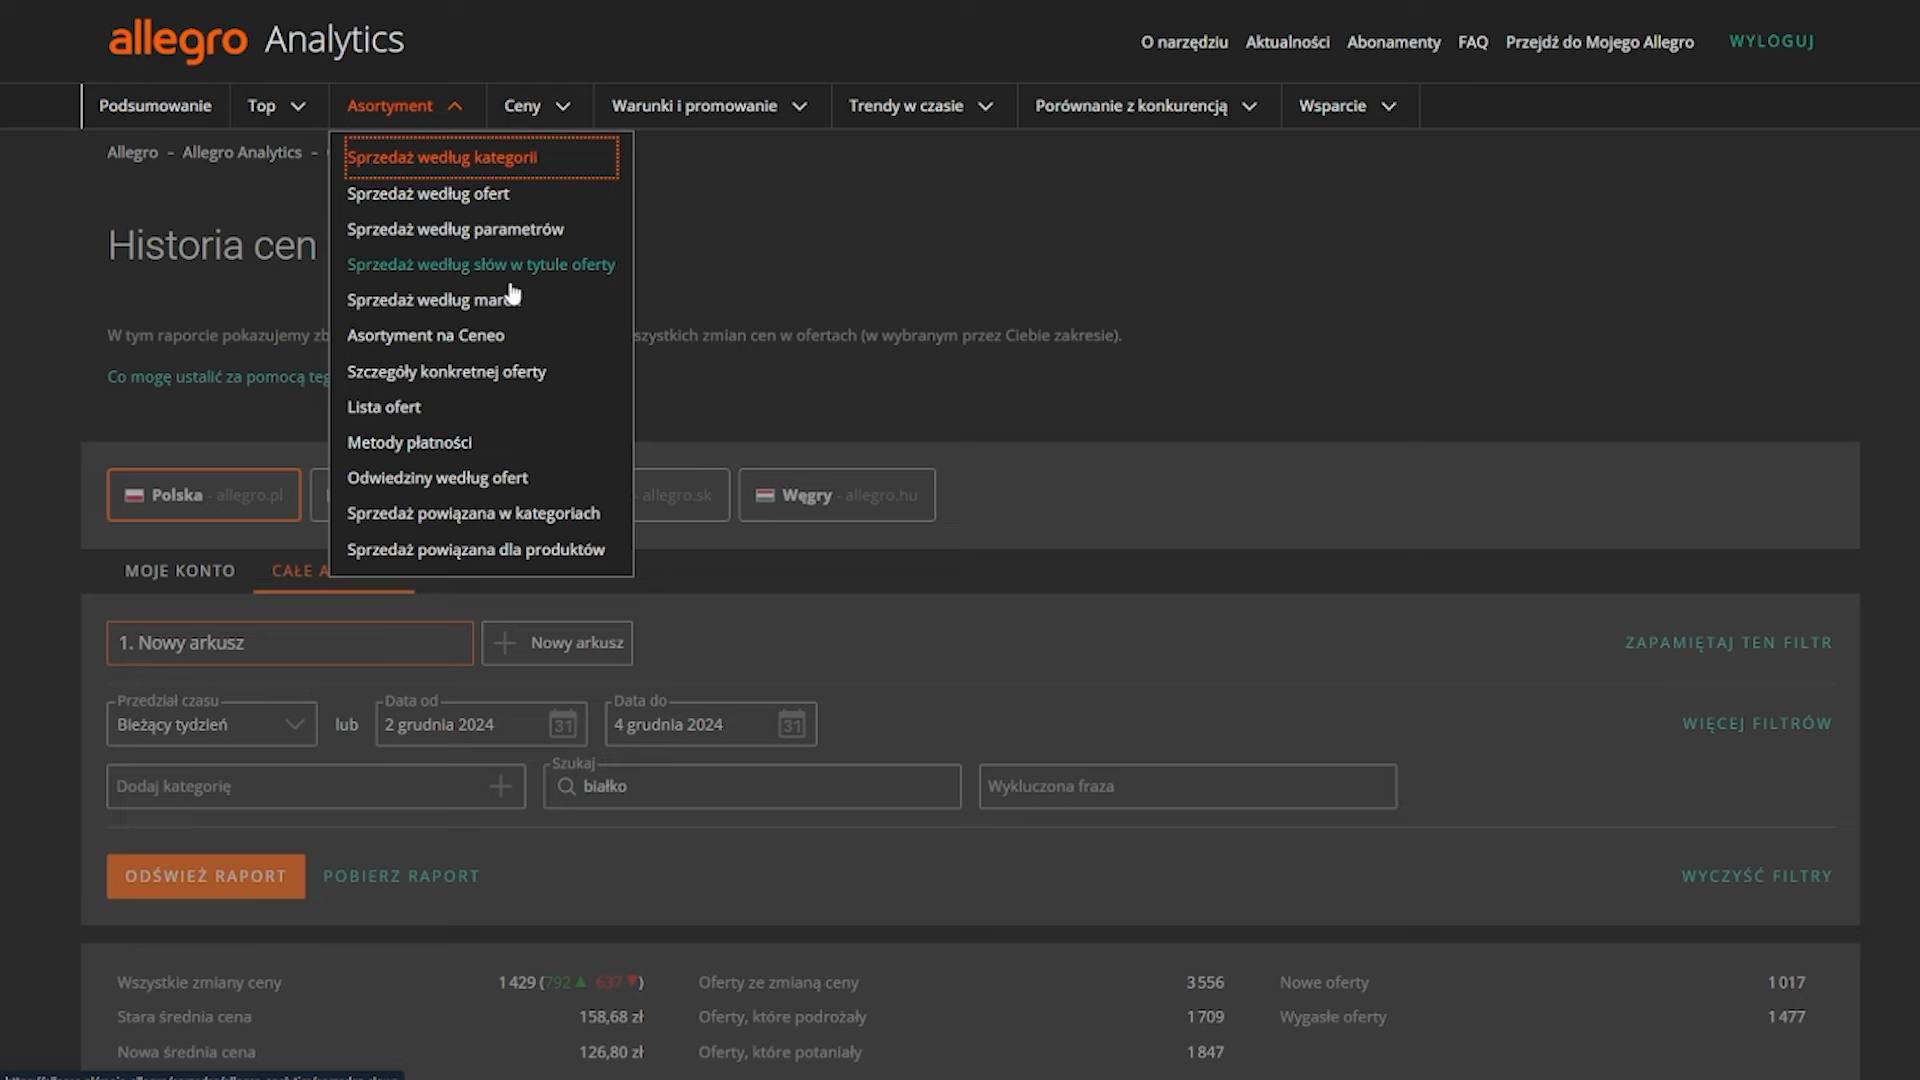 allegro Analytics
O narzędziu Aktualności Abonamenty FAQ Przejdź do Mojego Allegro WYLOGUJ
Podsumowanie Top Asortyment Ceny Warunki i promowanie Trendy w czasie Porównanie z konkurencją Wsparcie
Allegro - Allegro Analytics -
Sprzedaż według kategorii
Sprzedaż według ofert
Sprzedaż według parametrów
Sprzedaż według słów w tytule oferty
Sprzedaż według
Asortyment na Ceneo
Szczegóły konkretnej oferty
Lista ofert
Metody płatności
Odwiedziny według ofert
Sprzedaż powiązana w kategoriach
Sprzedaż powiązana dla produktów
Historia cen
W tym raporcie pokazujemy zmian cen w ofertach (w wybranym przez Ciebie zakresie).
Co mogę ustalić za pomocą
Polska - allegro.pl - allegro.sk Węgry - allegro.hu
MOJE KONTO CAŁE
1. Nowy arkusz Nowy arkusz ZAPAMIĘTAJ TEN FILTR
Przedział czasu Data od Data do
Bieżący tydzień lub 2 grudnia 2024 31 4 grudnia 2024 31 WIĘCEJ FILTRÓW
Szukaj
Dodaj kategorię białko Wykluczona fraza
ODŚWIEŻ RAPORT POBIERZ RAPORT WYCZYŚĆ FILTRY
Wszystkie zmiany ceny 1 429 (792 ▲ 637 ▼) Oferty ze zmianą ceny 3 556 Nowe oferty 1 017
Stara średnia cena 158,68 zł Oferty, które podrożały 1 709 Wygasłe oferty 1 477
Nowa średnia cena 126,80 zł Oferty, które potaniały 1 847